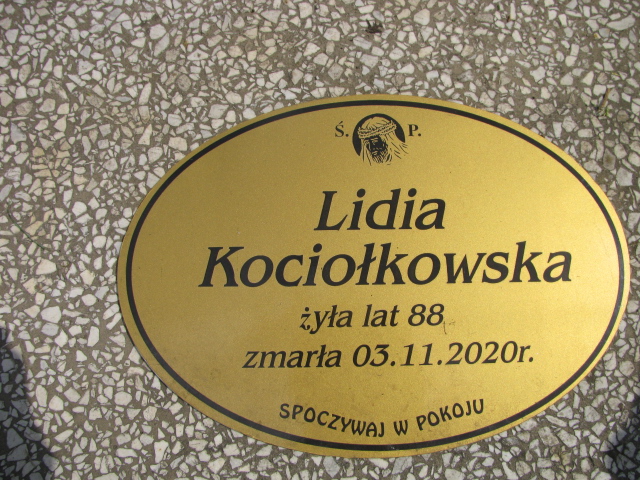 Ś. P.
Lidia
Kociołkowska
żyła lat 88
zmarła 03.11.2020r.
SPOCZYWAJ W POKOJU